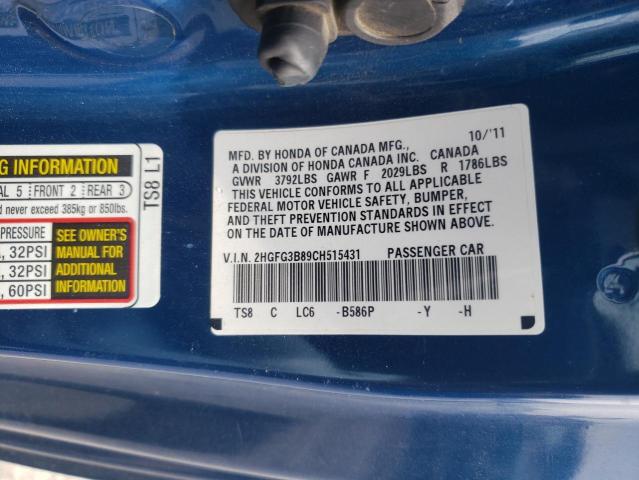 10/'11
MFD. BY HONDA OF CANADA MFG.,
A DIVISION OF HONDA CANADA INC. CANADA
GVWR 3792LBS GAWR F 2029LBS R 1786LBS
THIS VEHICLE CONFORMS TO ALL APPLICABLE
FEDERAL MOTOR VEHICLE SAFETY, BUMPER,
AND THEFT PREVENTION STANDARDS IN EFFECT
ON THE DATE OF MANUFACTURE SHOWN ABOVE.
V.I.N. 2HGFG3B89CH515431 PASSENGER CAR
TS8 C LC6 -B586P -Y -H
INFORMATION
5 FRONT 2 REAR 3
never exceed 385kg or 850lbs.
PRESSURE
32PSI
32PSI
60PSI
SEE OWNER'S
MANUAL FOR
ADDITIONAL
INFORMATION
TS8 L1